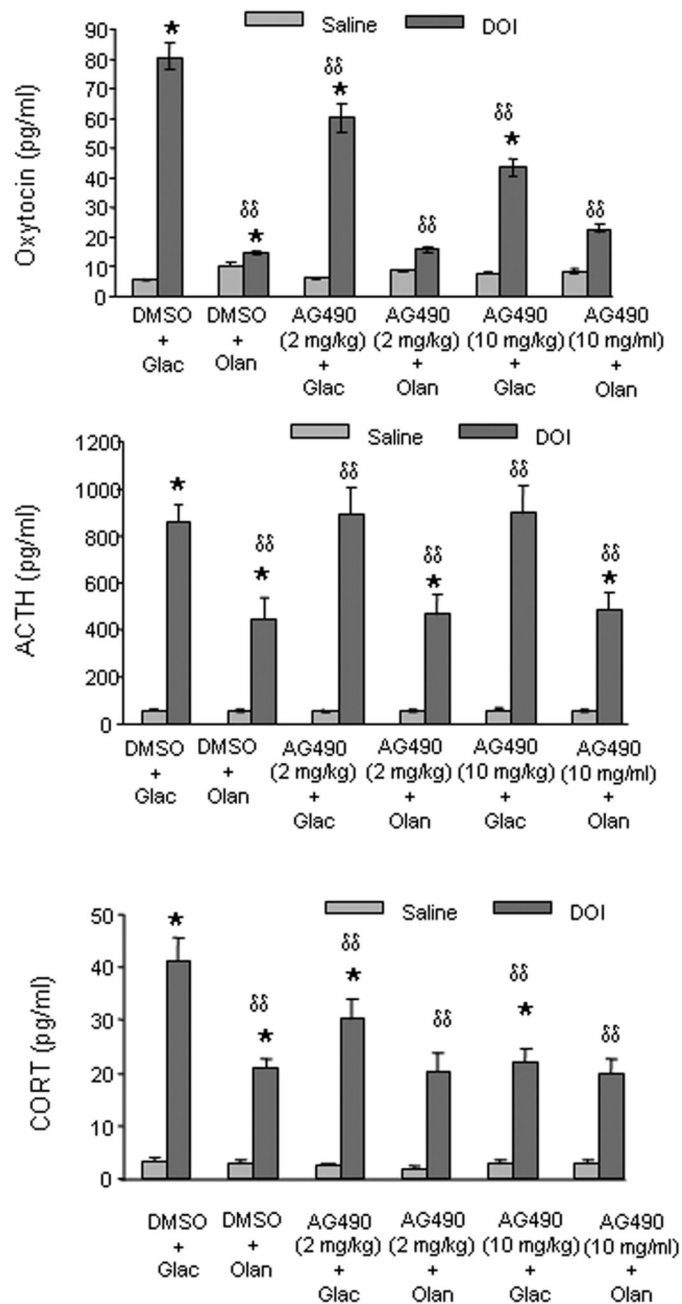 Saline DOI
Oxytocin (pg/ml)
90
80
70
60
50
40
30
20
10
0
* δδ * δδ * δδ δδ * δδ
DMSO + Glac
DMSO + Olan
AG490 (2 mg/kg) + Glac
AG490 (2 mg/kg) + Olan
AG490 (10 mg/kg) + Glac
AG490 (10 mg/ml) + Olan
Saline DOI
ACTH (pg/ml)
1200
1000
800
600
400
200
0
* δδ * δδ δδ * δδ δδ *
DMSO + Glac
DMSO + Olan
AG490 (2 mg/kg) + Glac
AG490 (2 mg/kg) + Olan
AG490 (10 mg/kg) + Glac
AG490 (10 mg/ml) + Olan
Saline DOI
CORT (pg/ml)
50
40
30
20
10
0
* δδ * δδ * δδ δδ * δδ
DMSO + Glac
DMSO + Olan
AG490 (2 mg/kg) + Glac
AG490 (2 mg/kg) + Olan
AG490 (10 mg/kg) + Glac
AG490 (10 mg/ml) + Olan